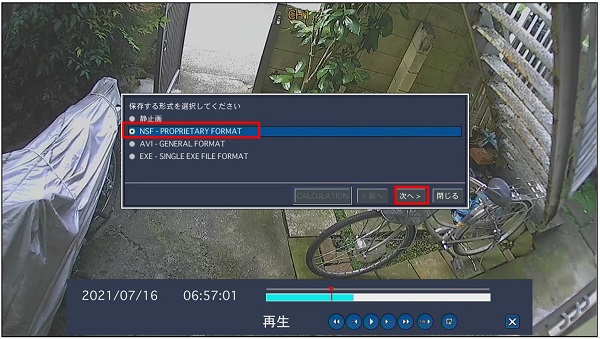 CH1
保存する形式を選択してください
静止画
NSF - PROPRIETARY FORMAT
AVI - GENERAL FORMAT
EXE - SINGLE EXE FILE FORMAT
CALCULATION < 前へ 次へ > 閉じる
2021/07/16 06:57:01
再生